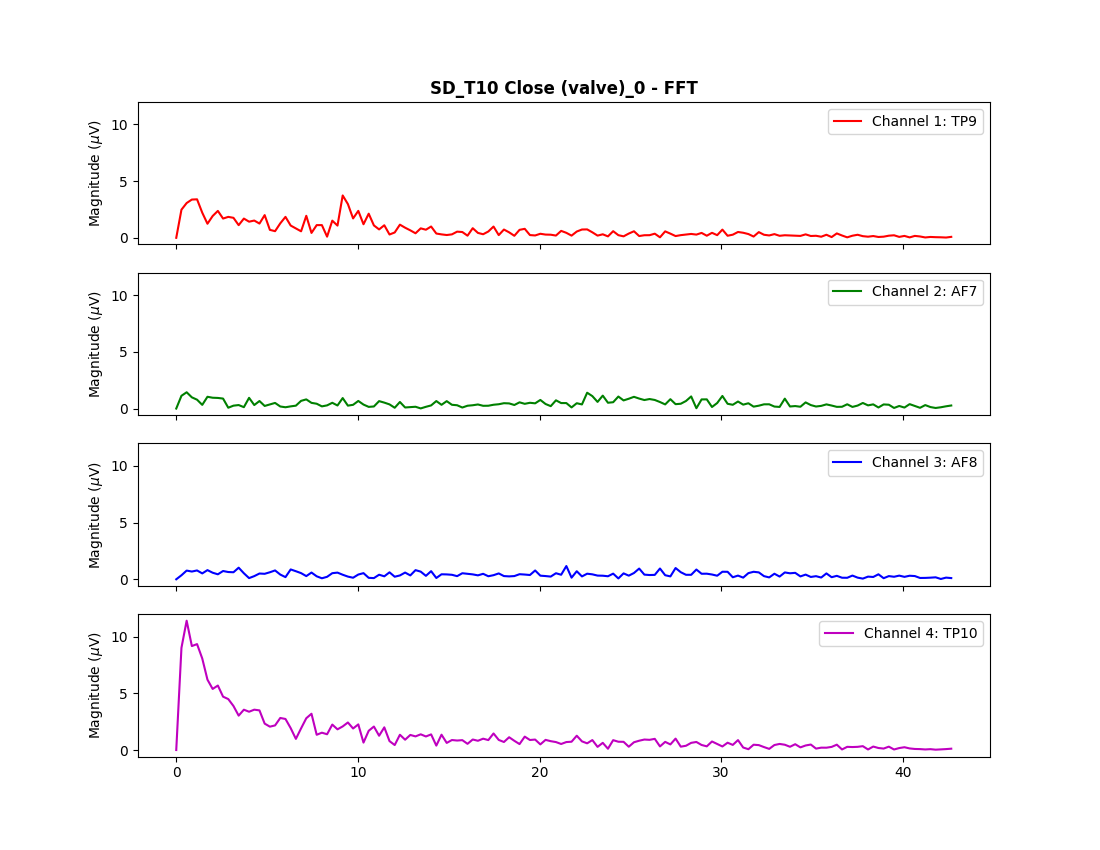 SD_T10 Close (valve)_0 - FFT
Magnitude (μV)
10
5
0
Channel 1: TP9
Magnitude (μV)
10
5
0
Channel 2: AF7
Magnitude (μV)
10
5
0
Channel 3: AF8
Magnitude (μV)
10
5
0
Channel 4: TP10
0 10 20 30 40